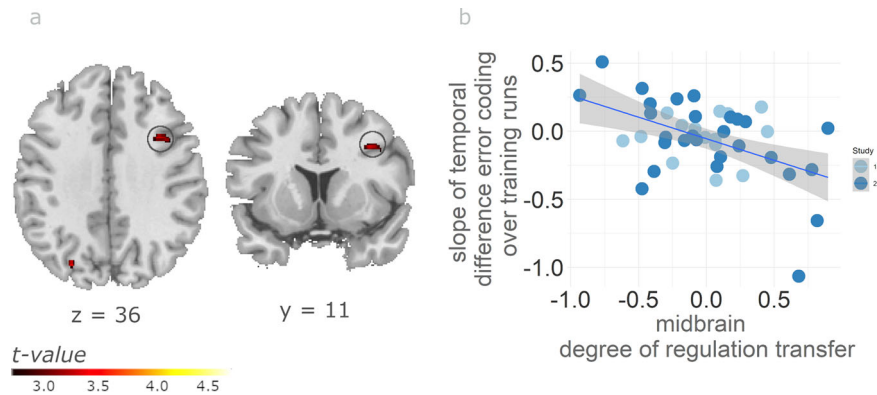 a
z = 36
y = 11
t-value
3.0 3.5 4.0 4.5
b
slope of temporal
difference error coding
over training runs
0.5
0.0
-0.5
-1.0
-1.0 -0.5 0.0 0.5
midbrain
degree of regulation transfer
Study
1
2